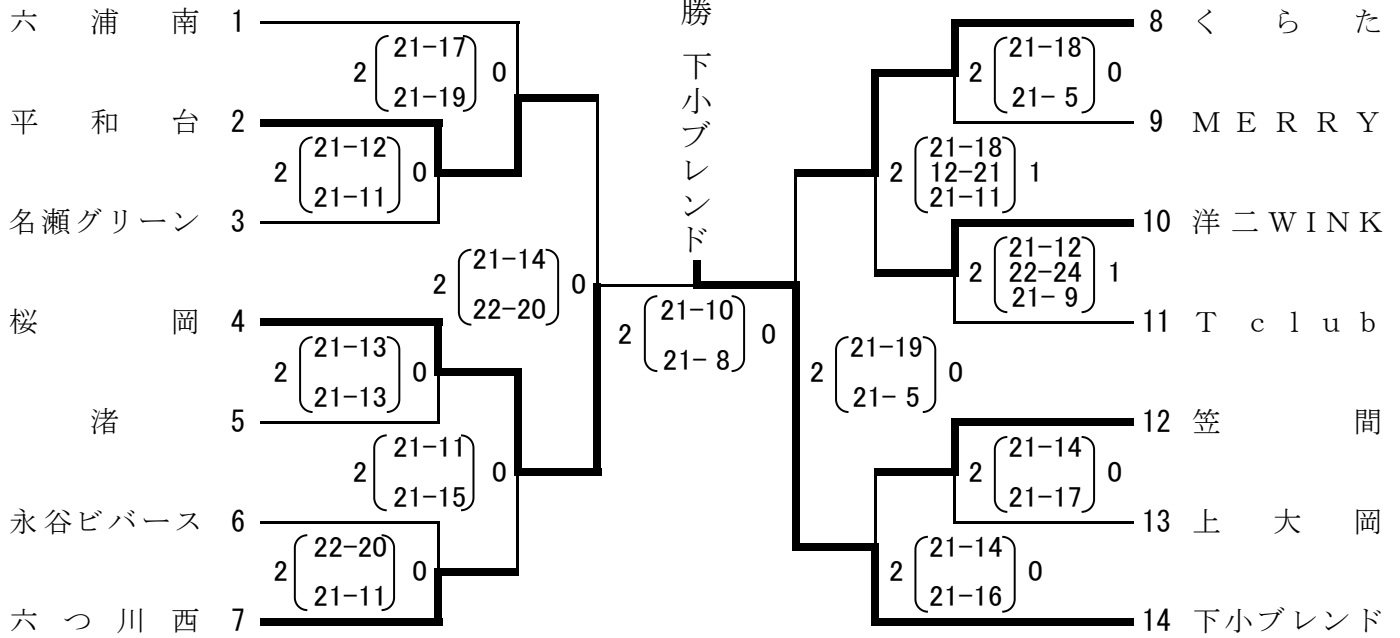 六浦南 1
2 21-17 21-19 0
平和台 2
2 21-12 21-11 0
名瀬グリーン 3
2 21-14 22-20 0
桜岡 4
2 21-13 21-13 0
渚 5
2 21-11 21-15 0
永谷ビバース 6
2 22-20 21-11 0
六つ川西 7
勝 下小ブレンド
2 21-10 21-8 0
8 くらた
2 21-18 21-5 0
9 MERRY
2 21-18 12-21 21-11 1
10 洋二WINK
2 21-12 22-24 21-9 1
11 Tclub
2 21-19 21-5 0
12 笠間
2 21-14 21-17 0
13 上大岡
2 21-14 21-16 0
14 下小ブレンド